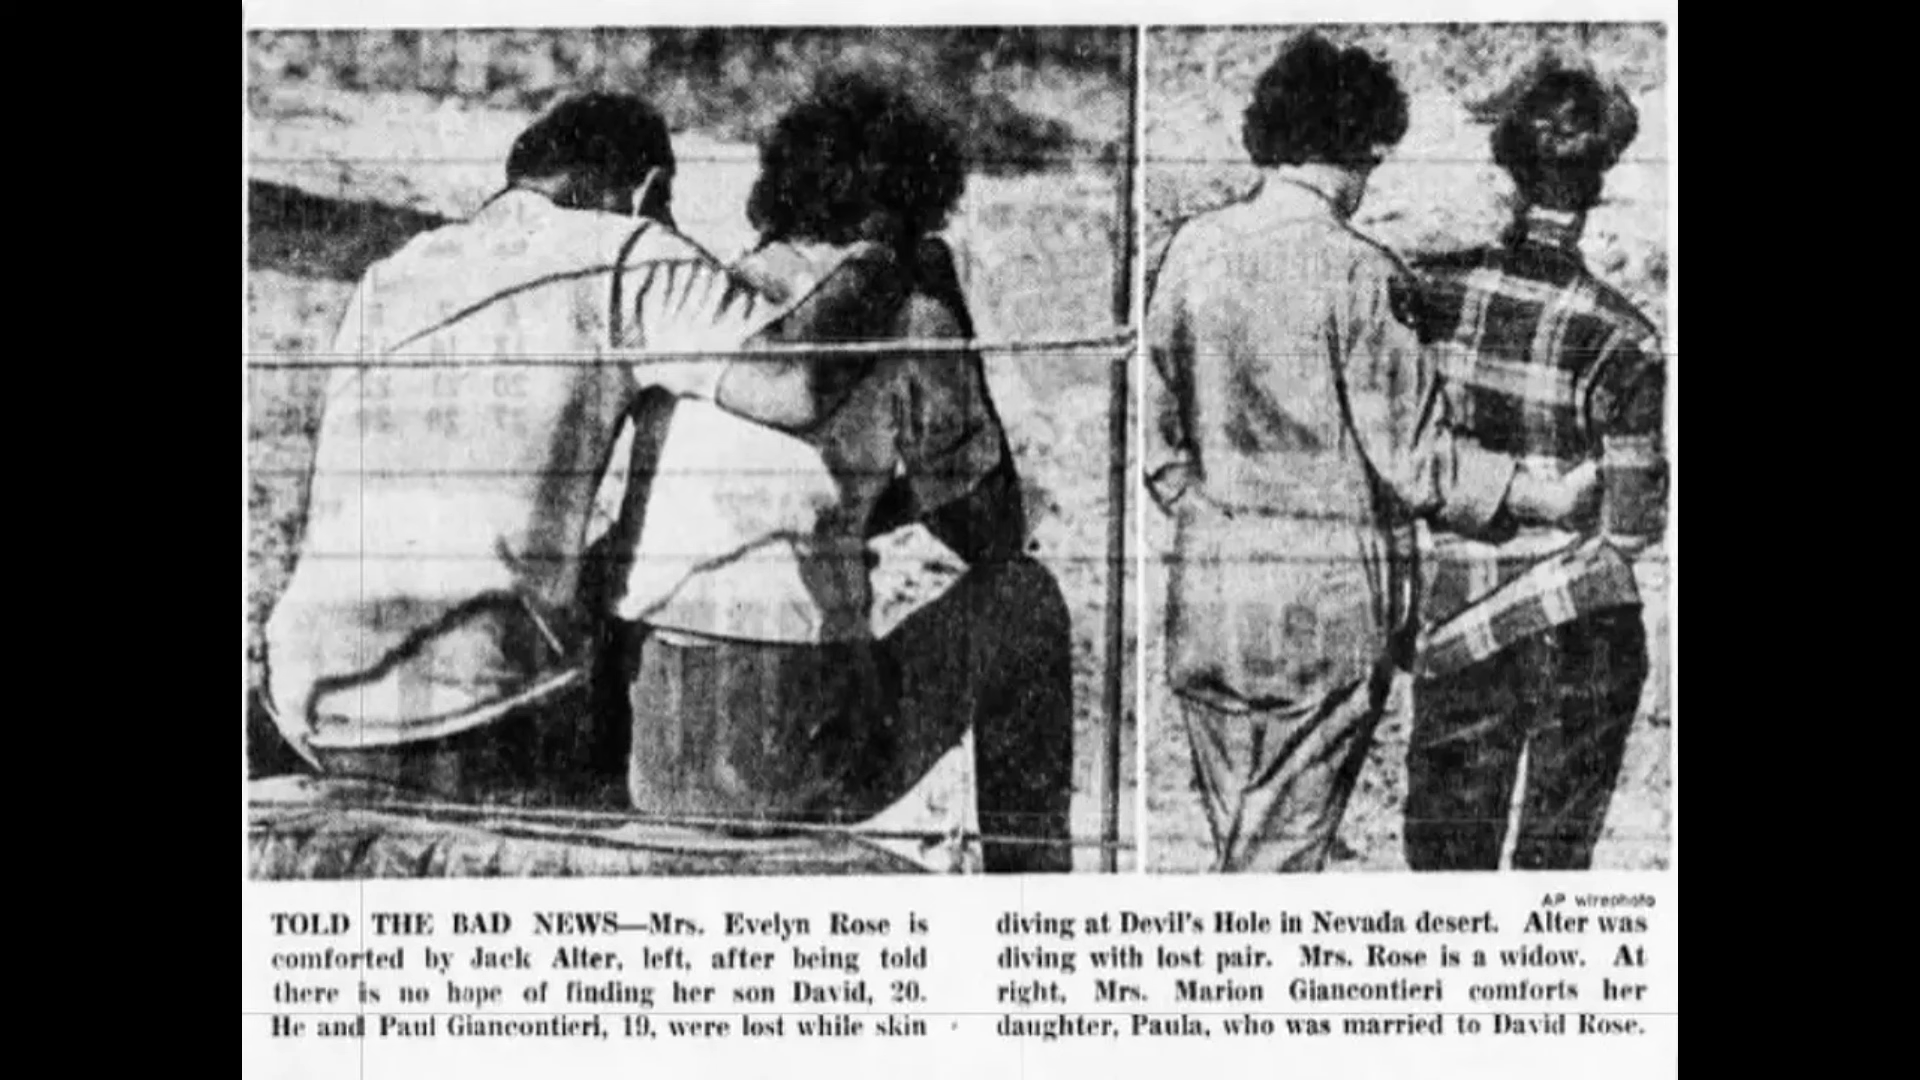 AP wirephoto
TOLD THE BAD NEWS—Mrs. Evelyn Rose is
comforted by Jack Alter, left, after being told
there is no hope of finding her son David, 20.
He and Paul Giancontieri, 19, were lost while skin
diving at Devil's Hole in Nevada desert. Alter was
diving with lost pair. Mrs. Rose is a widow. At
right, Mrs. Marion Giancontieri comforts her
daughter, Paula, who was married to David Rose.